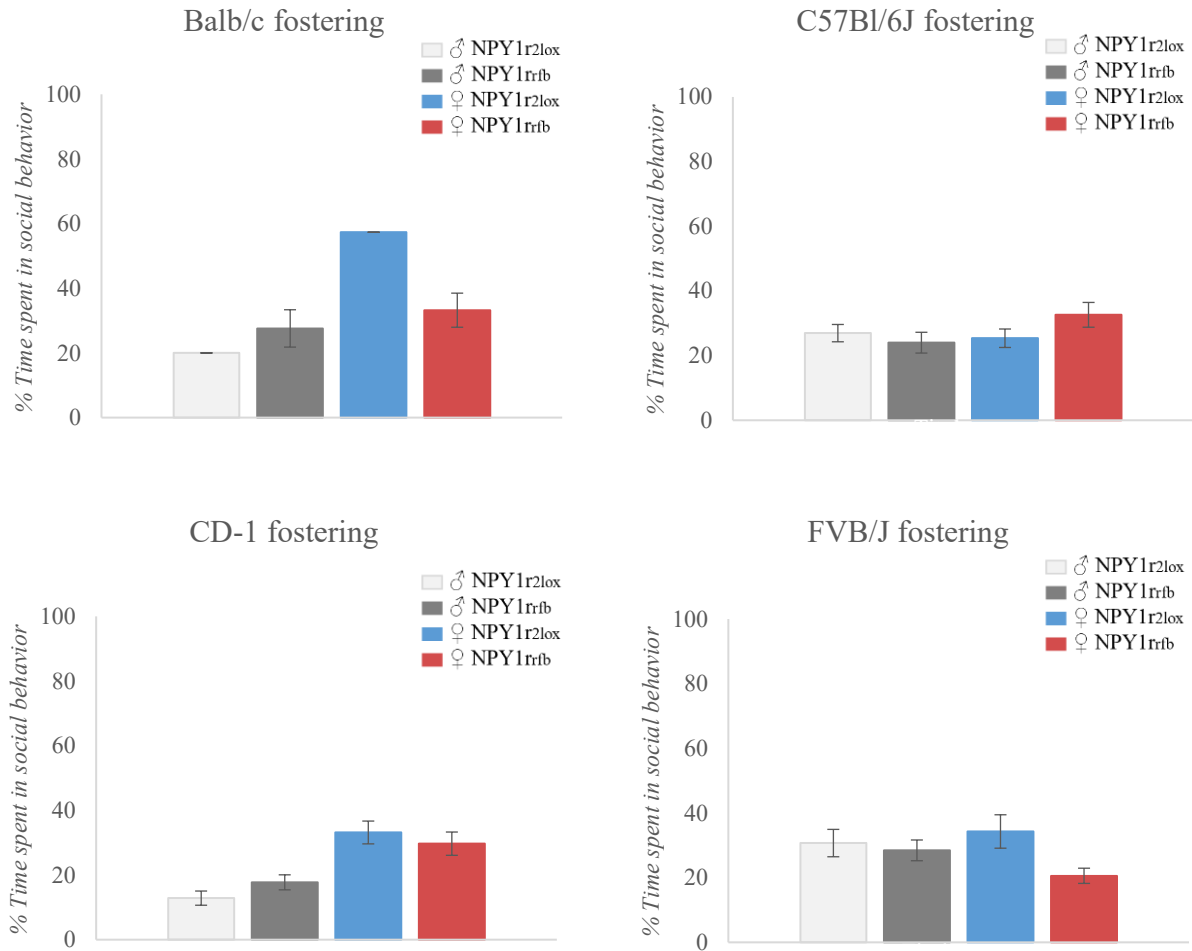 Balb/c fostering
♂ NPY1r2lox
♂ NPY1rrfb
♀ NPY1r2lox
♀ NPY1rrfb
% Time spent in social behavior
100
80
60
40
20
0
C57Bl/6J fostering
♂ NPY1r2lox
♂ NPY1rrfb
♀ NPY1r2lox
♀ NPY1rrfb
% Time spent in social behavior
100
80
60
40
20
0
CD-1 fostering
♂ NPY1r2lox
♂ NPY1rrfb
♀ NPY1r2lox
♀ NPY1rrfb
% Time spent in social behavior
100
80
60
40
20
0
FVB/J fostering
♂ NPY1r2lox
♂ NPY1rrfb
♀ NPY1r2lox
♀ NPY1rrfb
% Time spent in social behavior
100
80
60
40
20
0